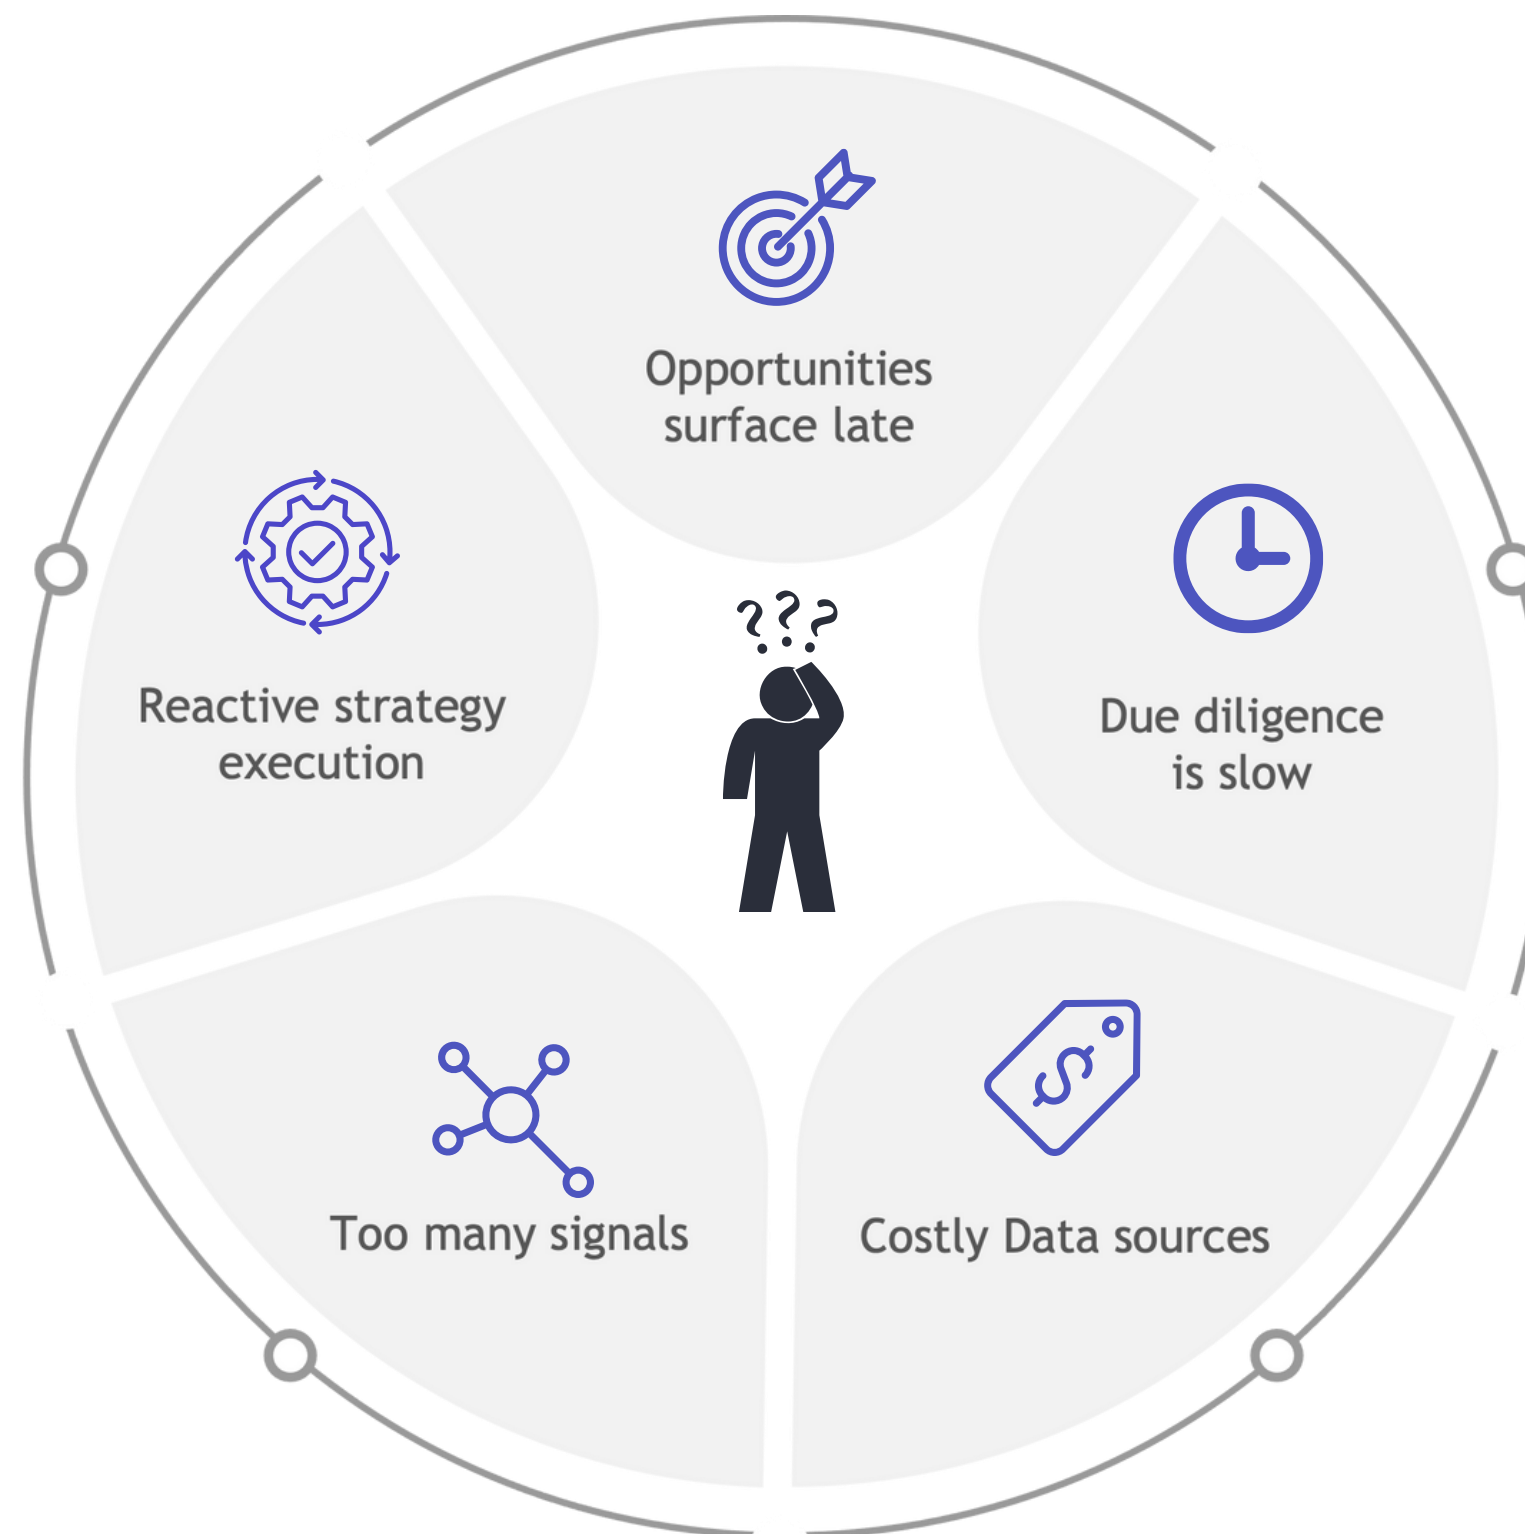 Opportunities
surface late
Reactive strategy
execution
Due diligence
is slow
? ? ?
Too many signals
Costly Data sources
$